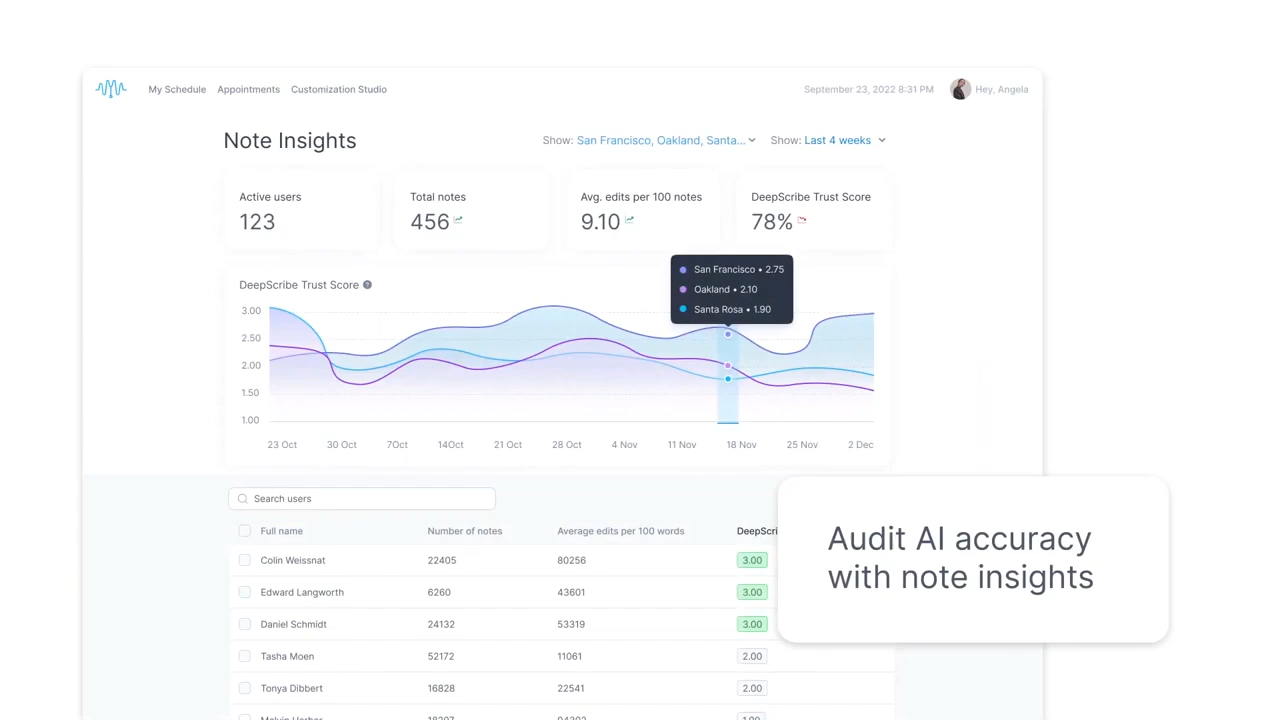 My Schedule Appointments Customization Studio September 23, 2022 8:31 PM Hey, Angela
Note Insights Show: San Francisco, Oakland, Santa... Show: Last 4 weeks
Active users Total notes Avg. edits per 100 notes DeepScribe Trust Score
123 456 9.10 78%
DeepScribe Trust Score ?
San Francisco • 2.75
Oakland • 2.10
Santa Rosa • 1.90
3.00
2.50
2.00
1.50
1.00
23 Oct 30 Oct 7Oct 14Oct 21 Oct 28 Oct 4 Nov 11 Nov 18 Nov 25 Nov 2 Dec
Search users
Full name Number of notes Average edits per 100 words DeepScri
Colin Weissnat 22405 80256 3.00
Edward Langworth 6260 43601 3.00
Daniel Schmidt 24132 53319 3.00
Tasha Moen 52172 11061 2.00
Tonya Dibbert 16828 22541 2.00
Audit AI accuracy
with note insights